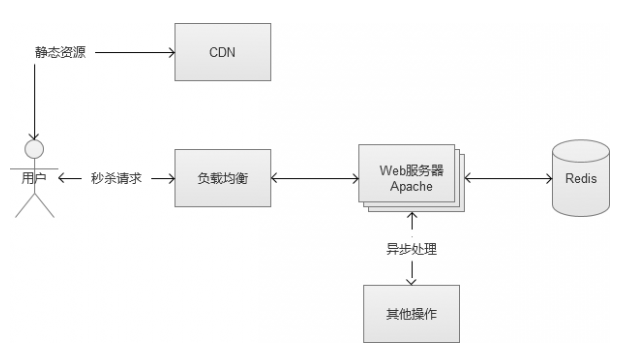 静态资源
CDN
用户
秒杀请求
负载均衡
Web服务器
Apache
Redis
异步处理
其他操作